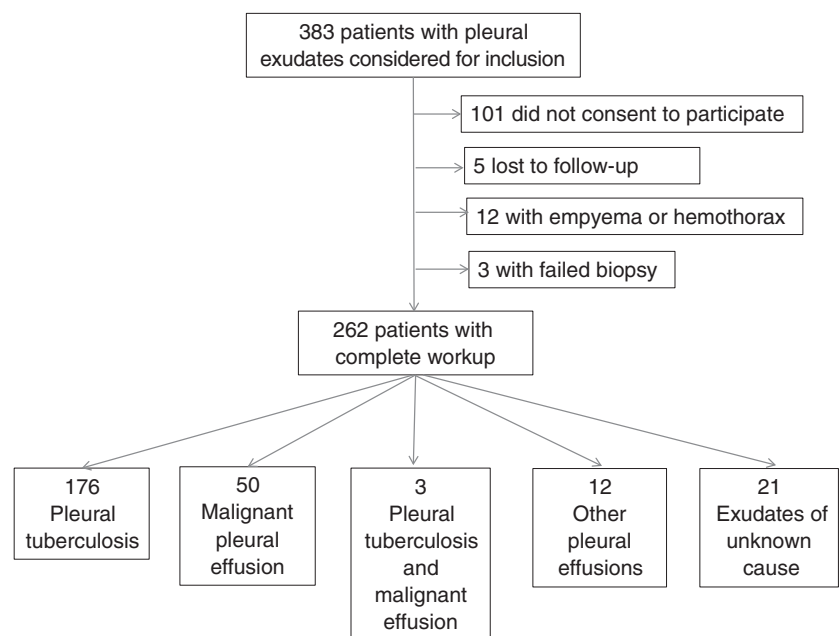 383 patients with pleural
exudates considered for inclusion
101 did not consent to participate
5 lost to follow-up
12 with empyema or hemothorax
3 with failed biopsy
262 patients with
complete workup
176
Pleural
tuberculosis
50
Malignant
pleural
effusion
3
Pleural
tuberculosis
and
malignant
effusion
12
Other
pleural
effusions
21
Exudates of
unknown
cause